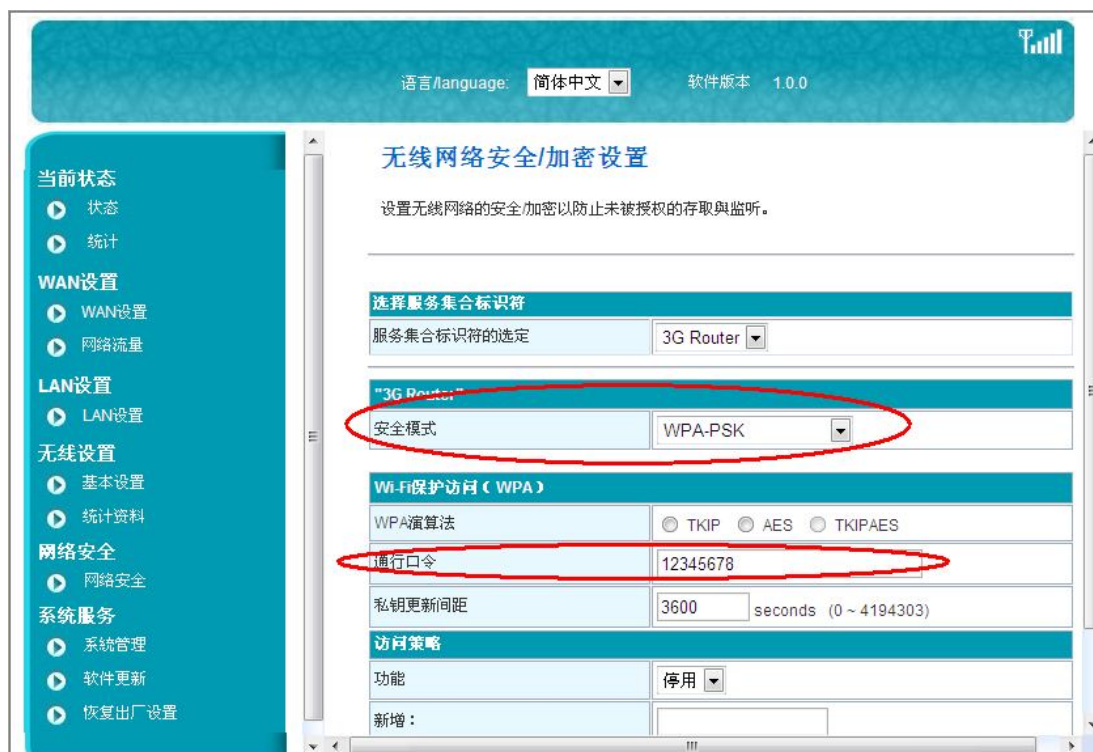 语言/language: 简体中文 软件版本 1.0.0
当前状态
状态
统计
WAN设置
WAN设置
网络流量
LAN设置
LAN设置
无线设置
基本设置
统计资料
网络安全
网络安全
系统服务
系统管理
软件更新
恢复出厂设置
无线网络安全/加密设置
设置无线网络的安全/加密以防止未被授权的存取與监听。
选择服务集合标识符
服务集合标识符的选定 3G Router
"3G Router"
安全模式 WPA-PSK
Wi-Fi保护访问(WPA)
WPA演算法 TKIP AES TKIPAES
通行口令 12345678
私钥更新间距 3600 seconds (0 ~ 4194303)
访问策略
功能 停用
新增：